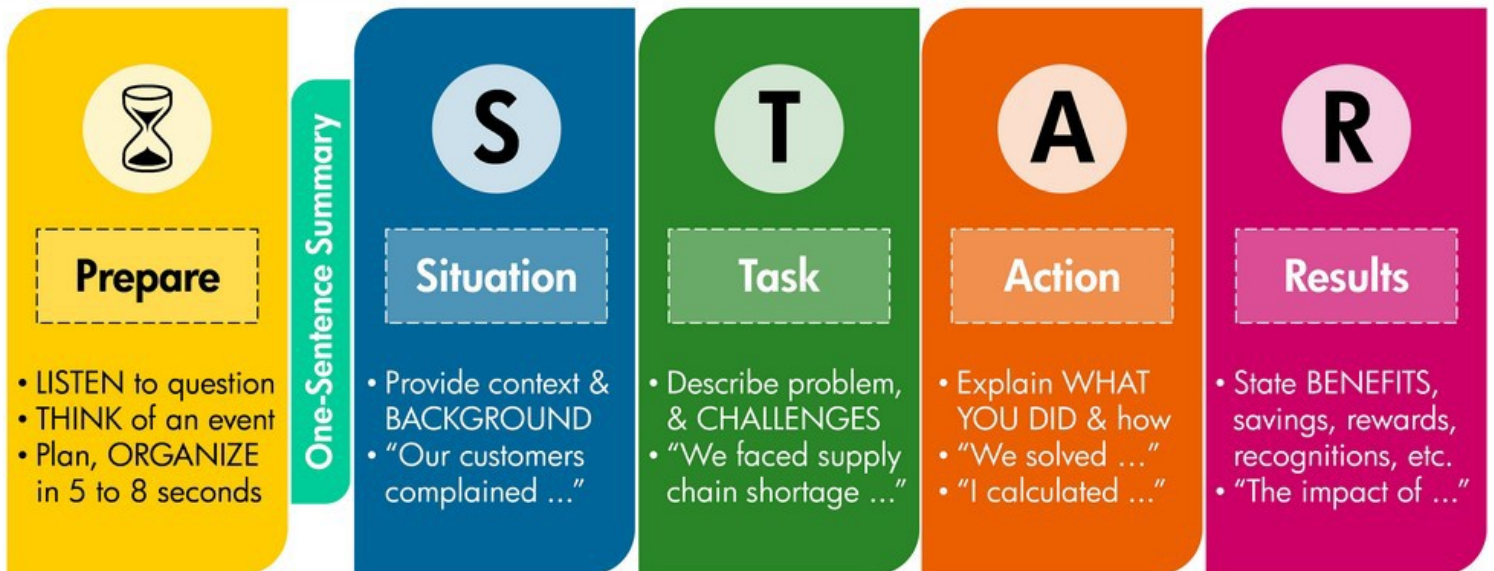 Prepare
• LISTEN to question
• THINK of an event
• Plan, ORGANIZE
in 5 to 8 seconds
One-Sentence Summary
S
Situation
• Provide context &
BACKGROUND
• “Our customers
complained ...”
T
Task
• Describe problem,
& CHALLENGES
• “We faced supply
chain shortage ...”
A
Action
• Explain WHAT
YOU DID & how
• “We solved ...”
• “I calculated ...”
R
Results
• State BENEFITS,
savings, rewards,
recognitions, etc.
• “The impact of ...”